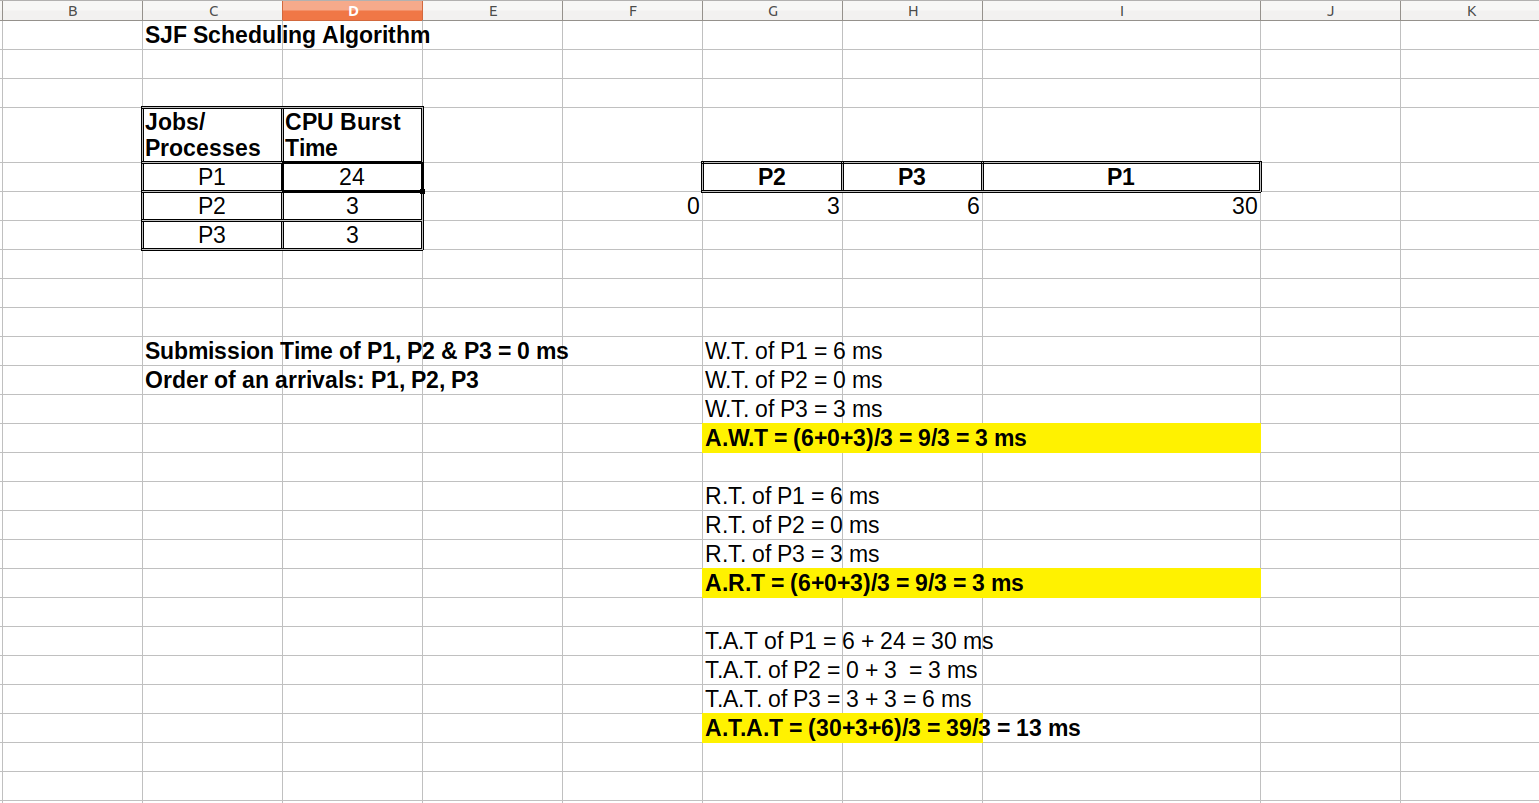 B C D E F G H I J K
SJF Scheduling Algorithm
Jobs/
Processes
CPU Burst
Time
P1 24
P2 3
P3 3
P2 P3 P1
0 3 6 30
Submission Time of P1, P2 & P3 = 0 ms
Order of an arrivals: P1, P2, P3
W.T. of P1 = 6 ms
W.T. of P2 = 0 ms
W.T. of P3 = 3 ms
A.W.T = (6+0+3)/3 = 9/3 = 3 ms
R.T. of P1 = 6 ms
R.T. of P2 = 0 ms
R.T. of P3 = 3 ms
A.R.T = (6+0+3)/3 = 9/3 = 3 ms
T.A.T of P1 = 6 + 24 = 30 ms
T.A.T. of P2 = 0 + 3  = 3 ms
T.A.T. of P3 = 3 + 3 = 6 ms
A.T.A.T = (30+3+6)/3 = 39/3 = 13 ms